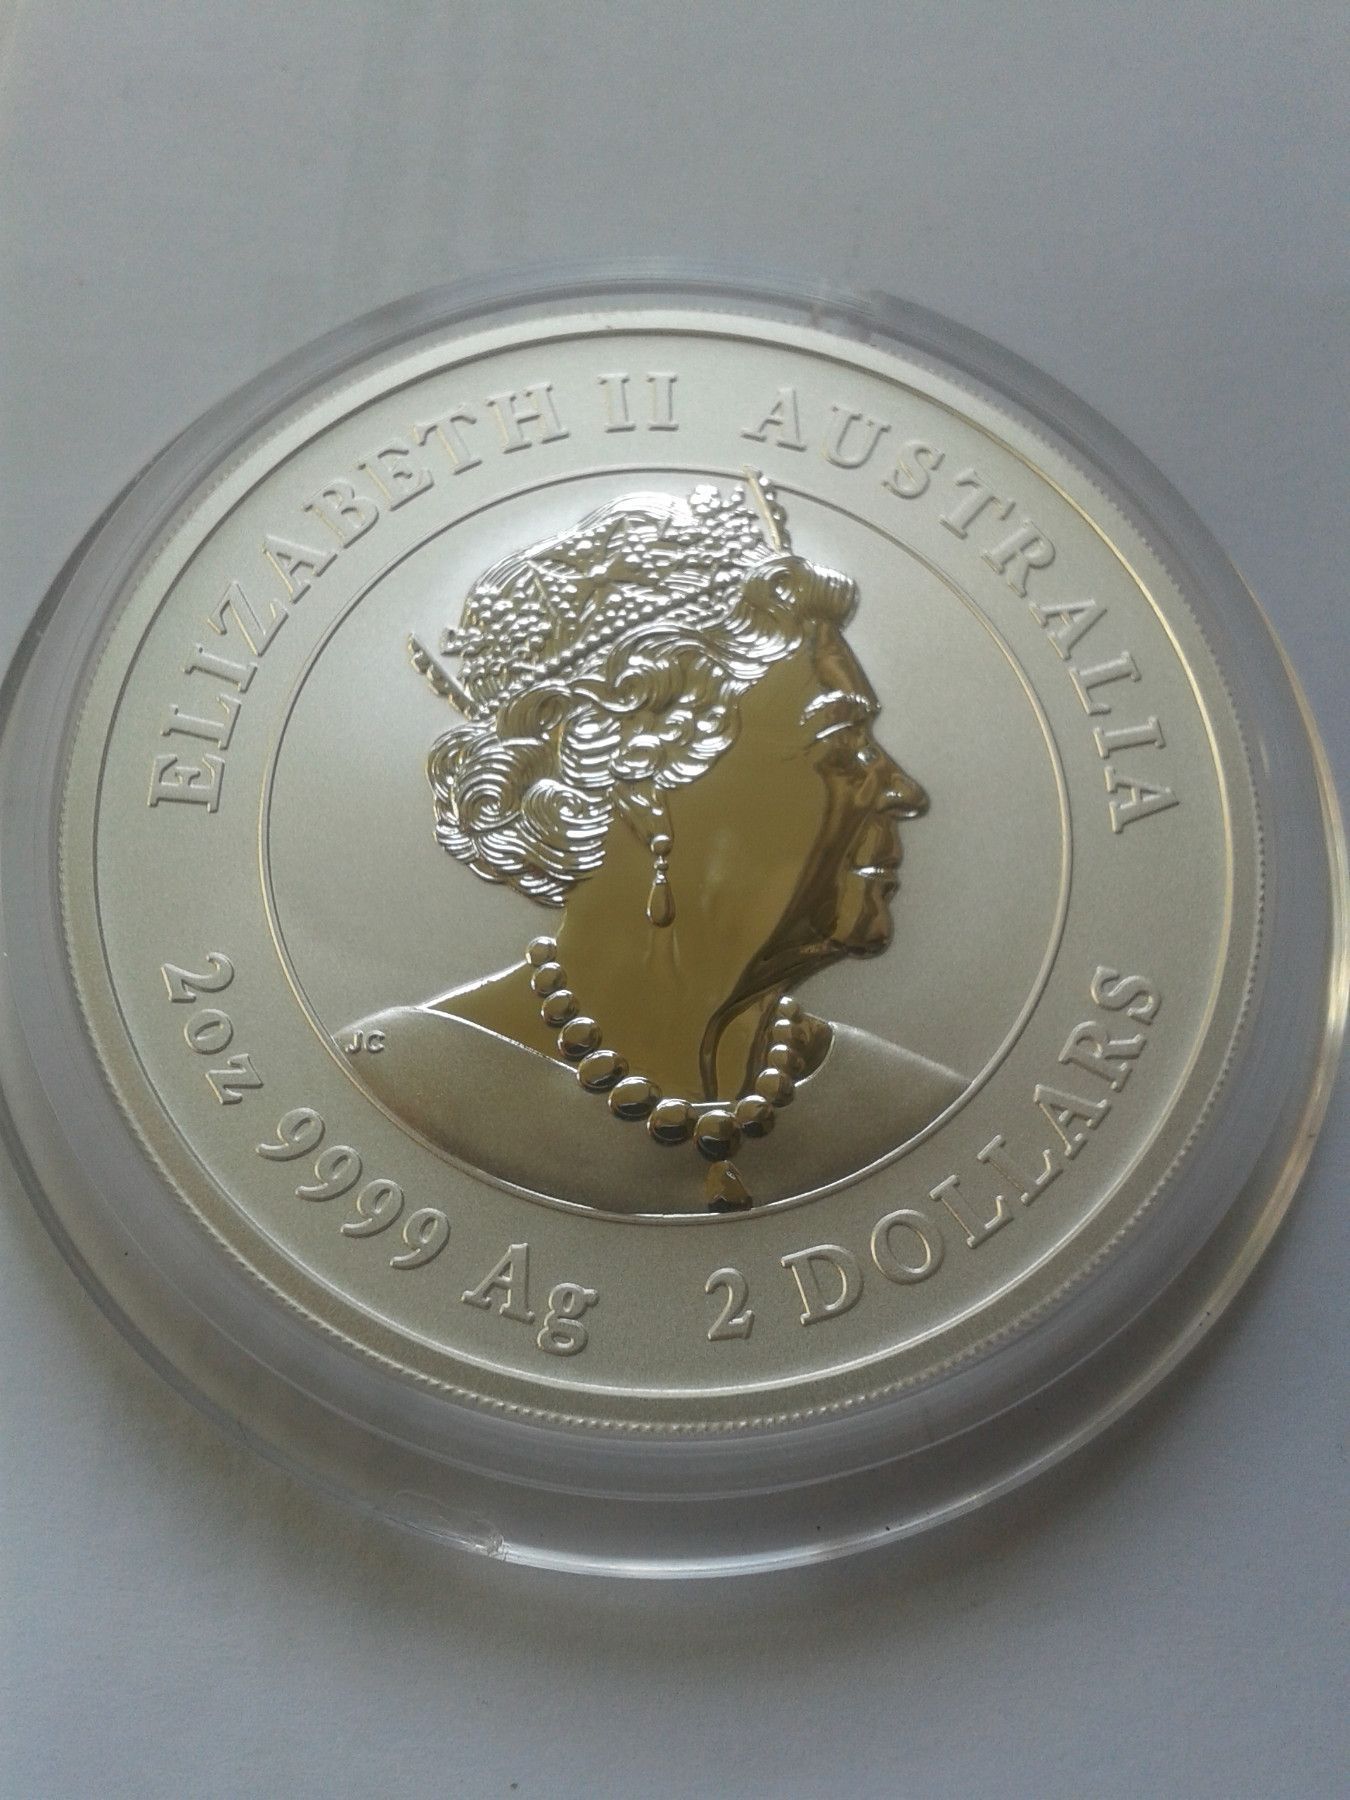 ELIZABETH II AUSTRALIA
JC
2oz 9999 Ag 2 DOLLARS